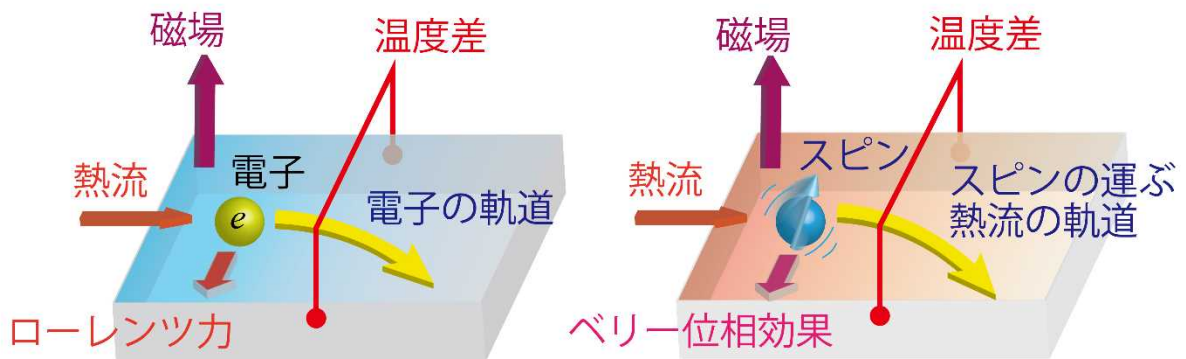 磁場
温度差
熱流
電子
e
電子の軌道
ローレンツ力
磁場
温度差
熱流
スピン
スピンの運ぶ
熱流の軌道
ベリー位相効果